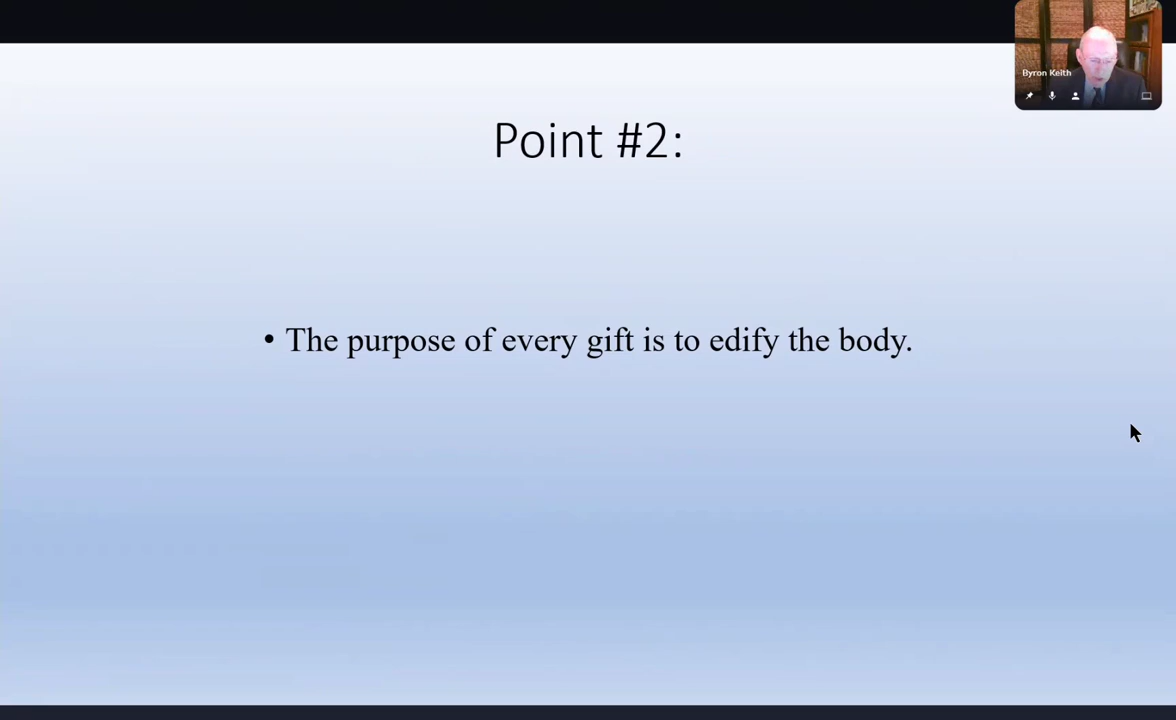 Byron Keith
Point #2:
• The purpose of every gift is to edify the body.